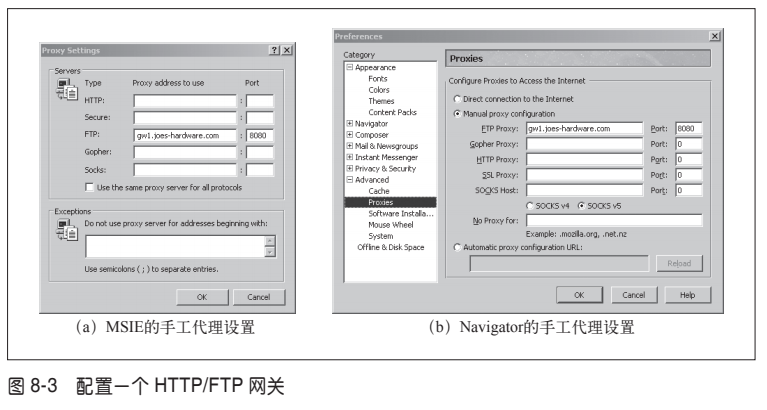 Proxy Settings
Servers
Type Proxy address to use Port
HTTP: :
Secure: :
FTP: gw1.joes-hardware.com : 8080
Gopher: :
Socks: :
Use the same proxy server for all protocols
Exceptions
Do not use proxy server for addresses beginning with:
Use semicolons ( ; ) to separate entries.
OK Cancel
(a) MSIE的手工代理设置
Preferences
Category
Appearance
Fonts
Colors
Themes
Content Packs
Navigator
Composer
Mail & Newsgroups
Instant Messenger
Privacy & Security
Advanced
Cache
Proxies
Software Installa...
Mouse Wheel
System
Offline & Disk Space
Proxies
Configure Proxies to Access the Internet
Direct connection to the Internet
Manual proxy configuration
FTP Proxy: gw1.joes-hardware.com Port: 8080
Gopher Proxy: Port: 0
HTTP Proxy: Port: 0
SSL Proxy: Port: 0
SOCKS Host: Port: 0
SOCKS v4 SOCKS v5
No Proxy for:
Example: .mozilla.org, .net.nz
Automatic proxy configuration URL:
Reload
OK Cancel Help
(b) Navigator的手工代理设置
图 8-3 配置一个 HTTP/FTP 网关